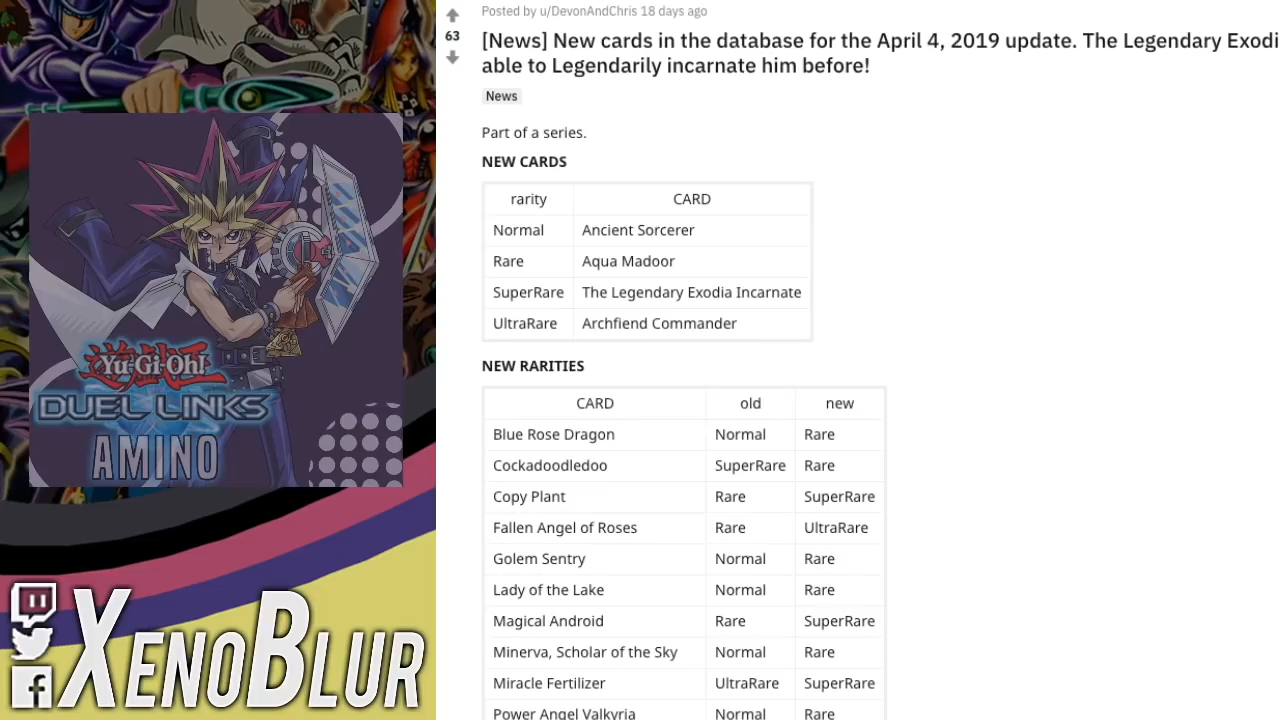 Yu-Gi-Oh!
DUEL LINKS
AMINO
XENOBLUR
Posted by u/DevonAndChris 18 days ago
63
[News] New cards in the database for the April 4, 2019 update. The Legendary Exodi
able to Legendarily incarnate him before!
News
Part of a series.
NEW CARDS
rarity CARD
Normal Ancient Sorcerer
Rare Aqua Madoor
SuperRare The Legendary Exodia Incarnate
UltraRare Archfiend Commander
NEW RARITIES
CARD old new
Blue Rose Dragon Normal Rare
Cockadoodledoo SuperRare Rare
Copy Plant Rare SuperRare
Fallen Angel of Roses Rare UltraRare
Golem Sentry Normal Rare
Lady of the Lake Normal Rare
Magical Android Rare SuperRare
Minerva, Scholar of the Sky Normal Rare
Miracle Fertilizer UltraRare SuperRare
Power Angel Valkyria Normal Rare